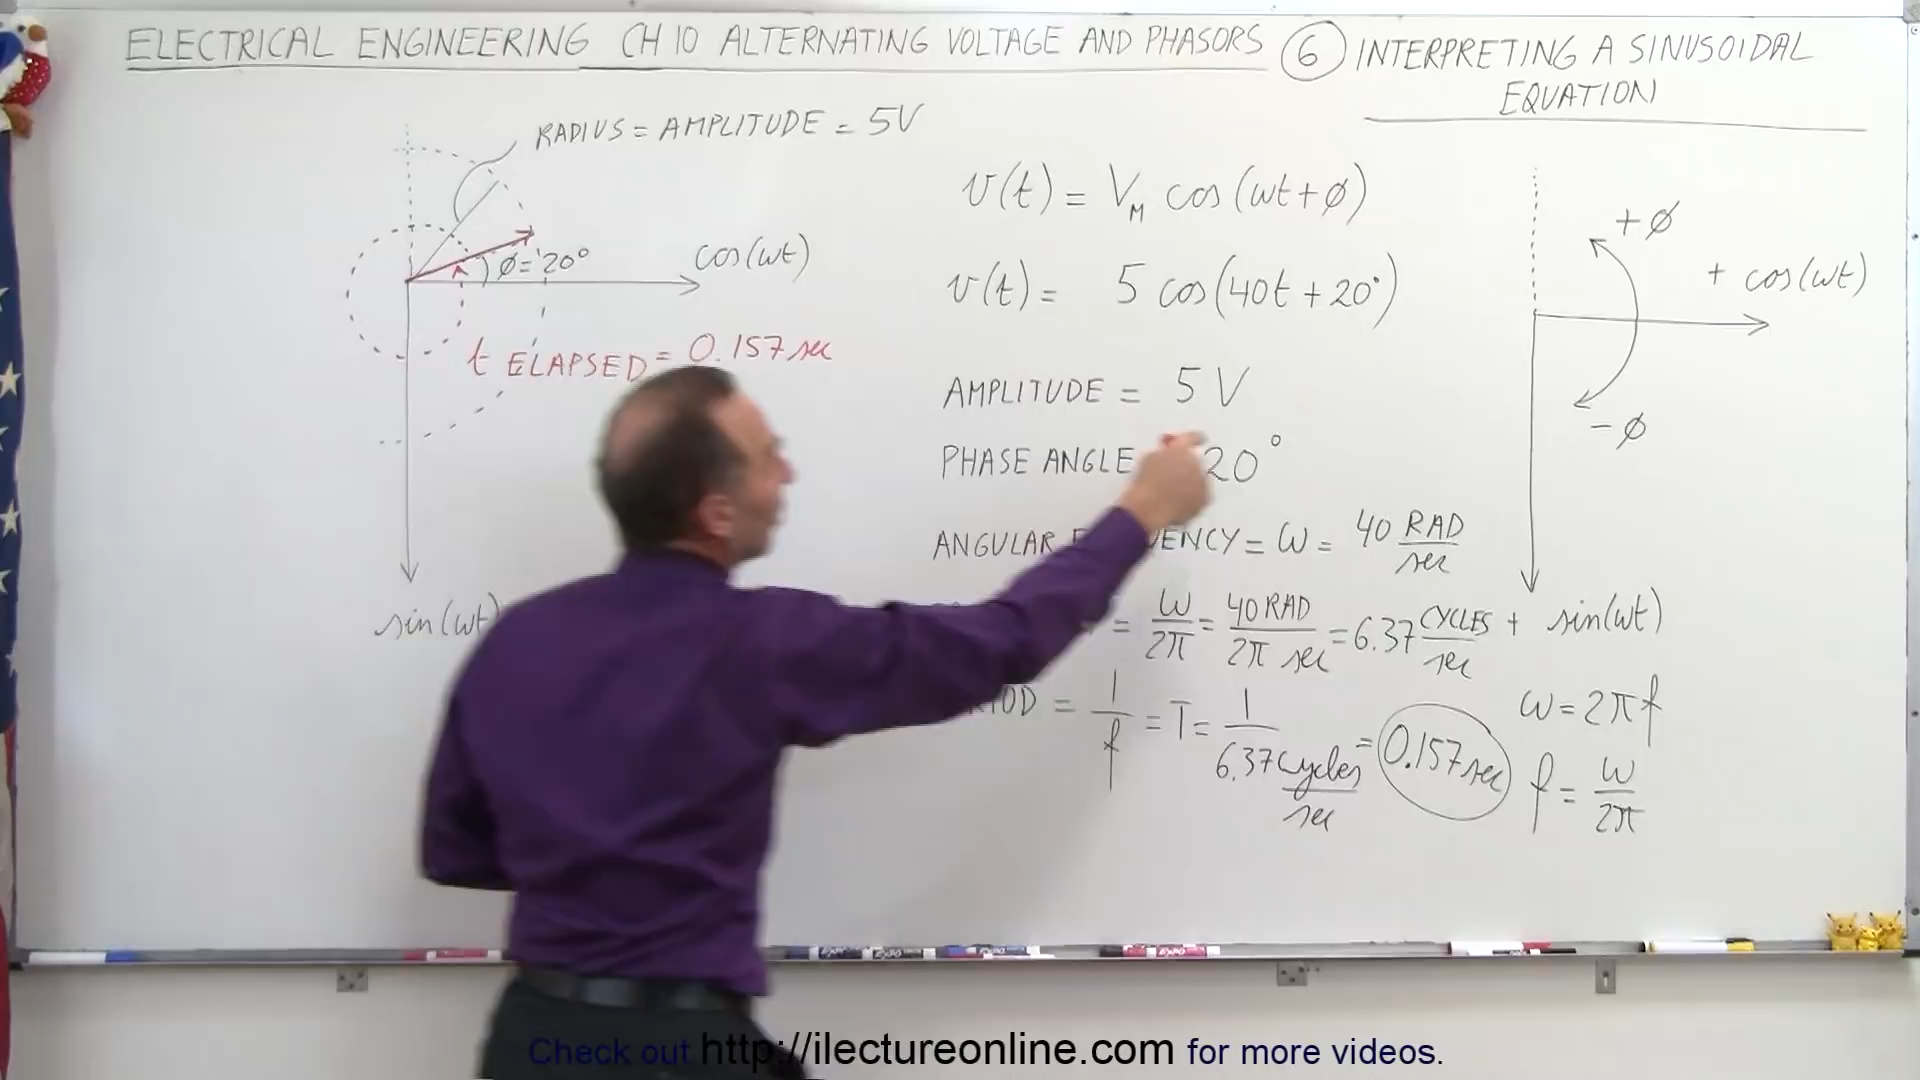 ELECTRICAL ENGINEERING CH 10 ALTERNATING VOLTAGE AND PHASORS ⑥ INTERPRETING A SINUSOIDAL
EQUATION
RADIUS = AMPLITUDE = 5V
φ = 20°
cos(ωt)
t ELAPSED = 0.157 sec
sin(ωt)
v(t) = V_M cos(ωt + φ)
v(t) = 5 cos(40t + 20°)
AMPLITUDE = 5 V
PHASE ANGLE 20°
ANGULAR = ω = 40 RAD/sec
= ω/2π = 40 RAD/2π sec = 6.37 CYCLES/sec
= 1/f = T = 1/6.37 cycles/sec = 0.157 sec
+φ
+ cos(ωt)
-φ
+ sin(ωt)
ω = 2πf
f = ω/2π
EXPO
EXPO
Check out http://ilectureonline.com for more videos.